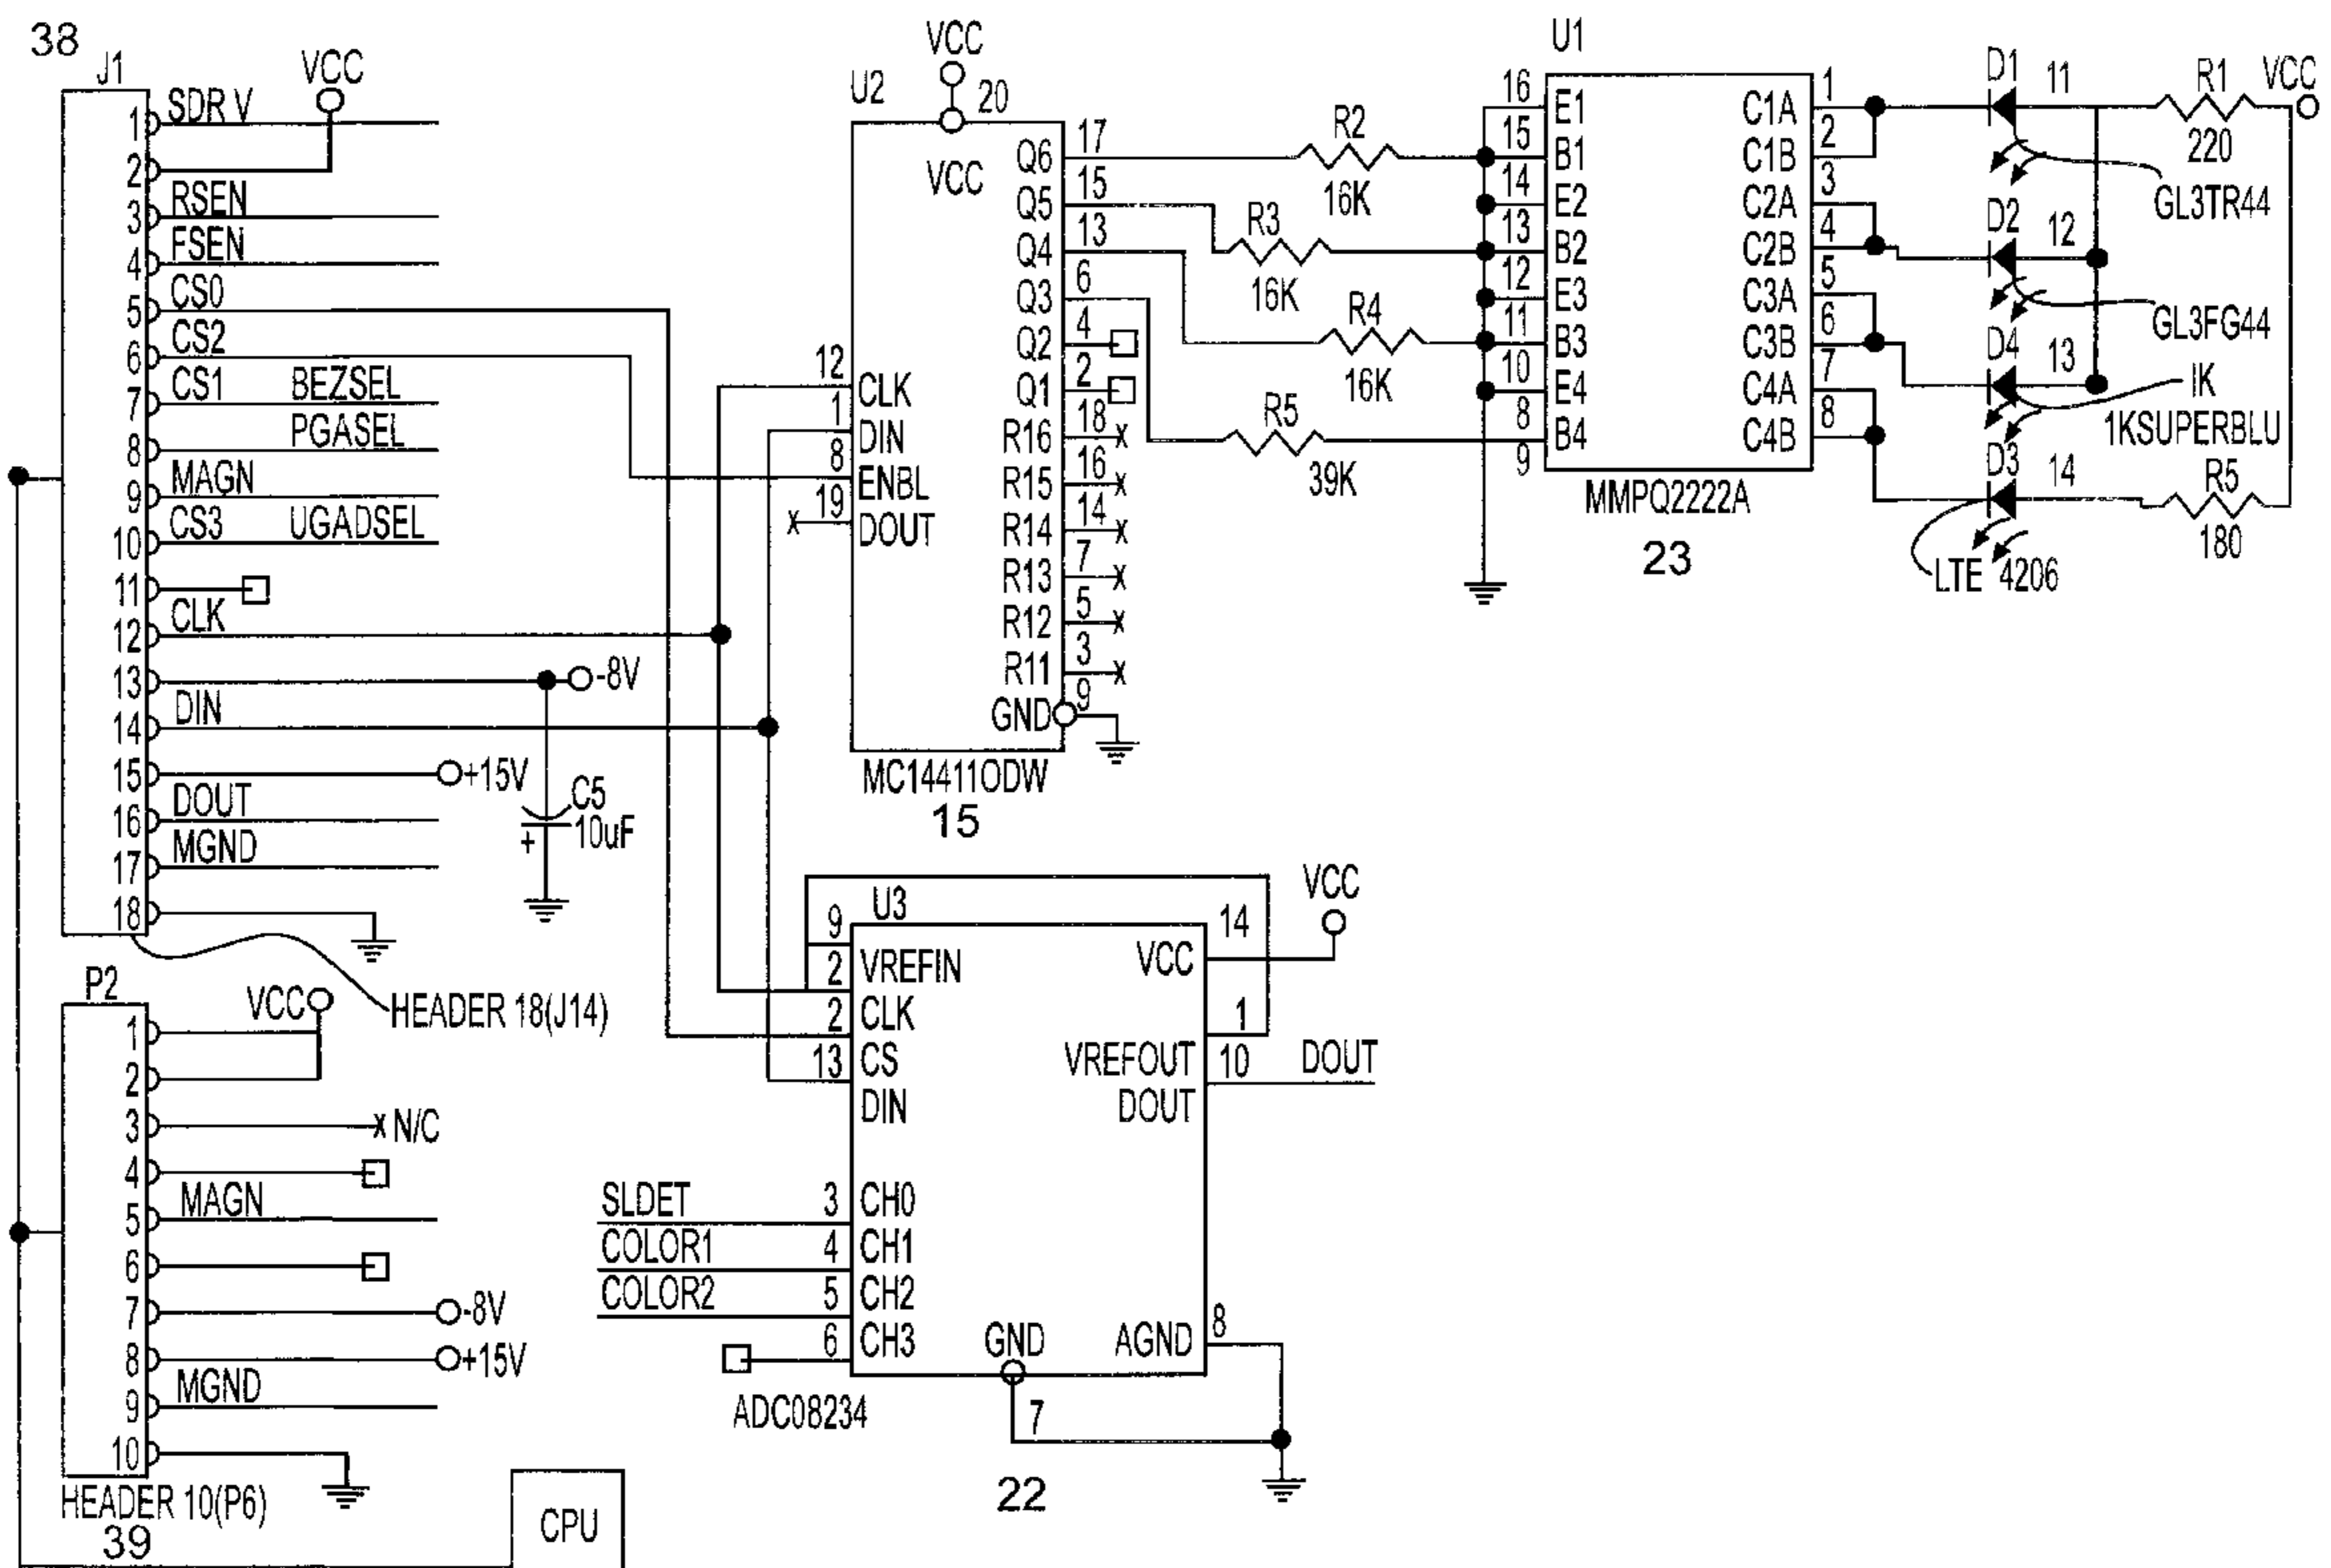 38
J1
VCC
1 SDR V
2
3 RSEN
4 FSEN
5 CS0
6 CS2
7 CS1 BEZSEL
8 PGASEL
9 MAGN
10 CS3 UGADSEL
11
12 CLK
13 -8V
14 DIN
15 +15V
16 DOUT
17 MGND
18
C5
+ 10uF
HEADER 18(J14)
P2
VCC
1
2
3 N/C
4
5 MAGN
6
7 -8V
8 +15V
9 MGND
10
HEADER 10(P6)
39
CPU
VCC
U2 20
VCC
12 CLK
1 DIN
8 ENBL
19 DOUT
Q6 17
Q5 15
Q4 13
Q3 6
Q2 4
Q1 2
R16 18
R15 16
R14 14
R13 7
R12 5
R11 3
GND 9
MC144110DW
15
R2
16K
R3
16K
R4
16K
R5
39K
U1
16 E1
15 B1
14 E2
13 B2
12 E3
11 B3
10 E4
8 B4
9
C1A 1
C1B 2
C2A 3
C2B 4
C3A 5
C3B 6
C4A 7
C4B 8
MMPQ2222A
23
D1 11
R1
220
VCC
GL3TR44
D2 12
GL3FG44
D4 13
IK
1KSUPERBLU
D3 14
R5
180
LTE 4206
U3
9
VREFIN
2
CLK
2
CS
13
DIN
14
VCC
VCC
1
VREFOUT
10 DOUT
DOUT
SLDET 3 CH0
COLOR1 4 CH1
COLOR2 5 CH2
6 CH3
GND
7
AGND 8
ADC08234
22